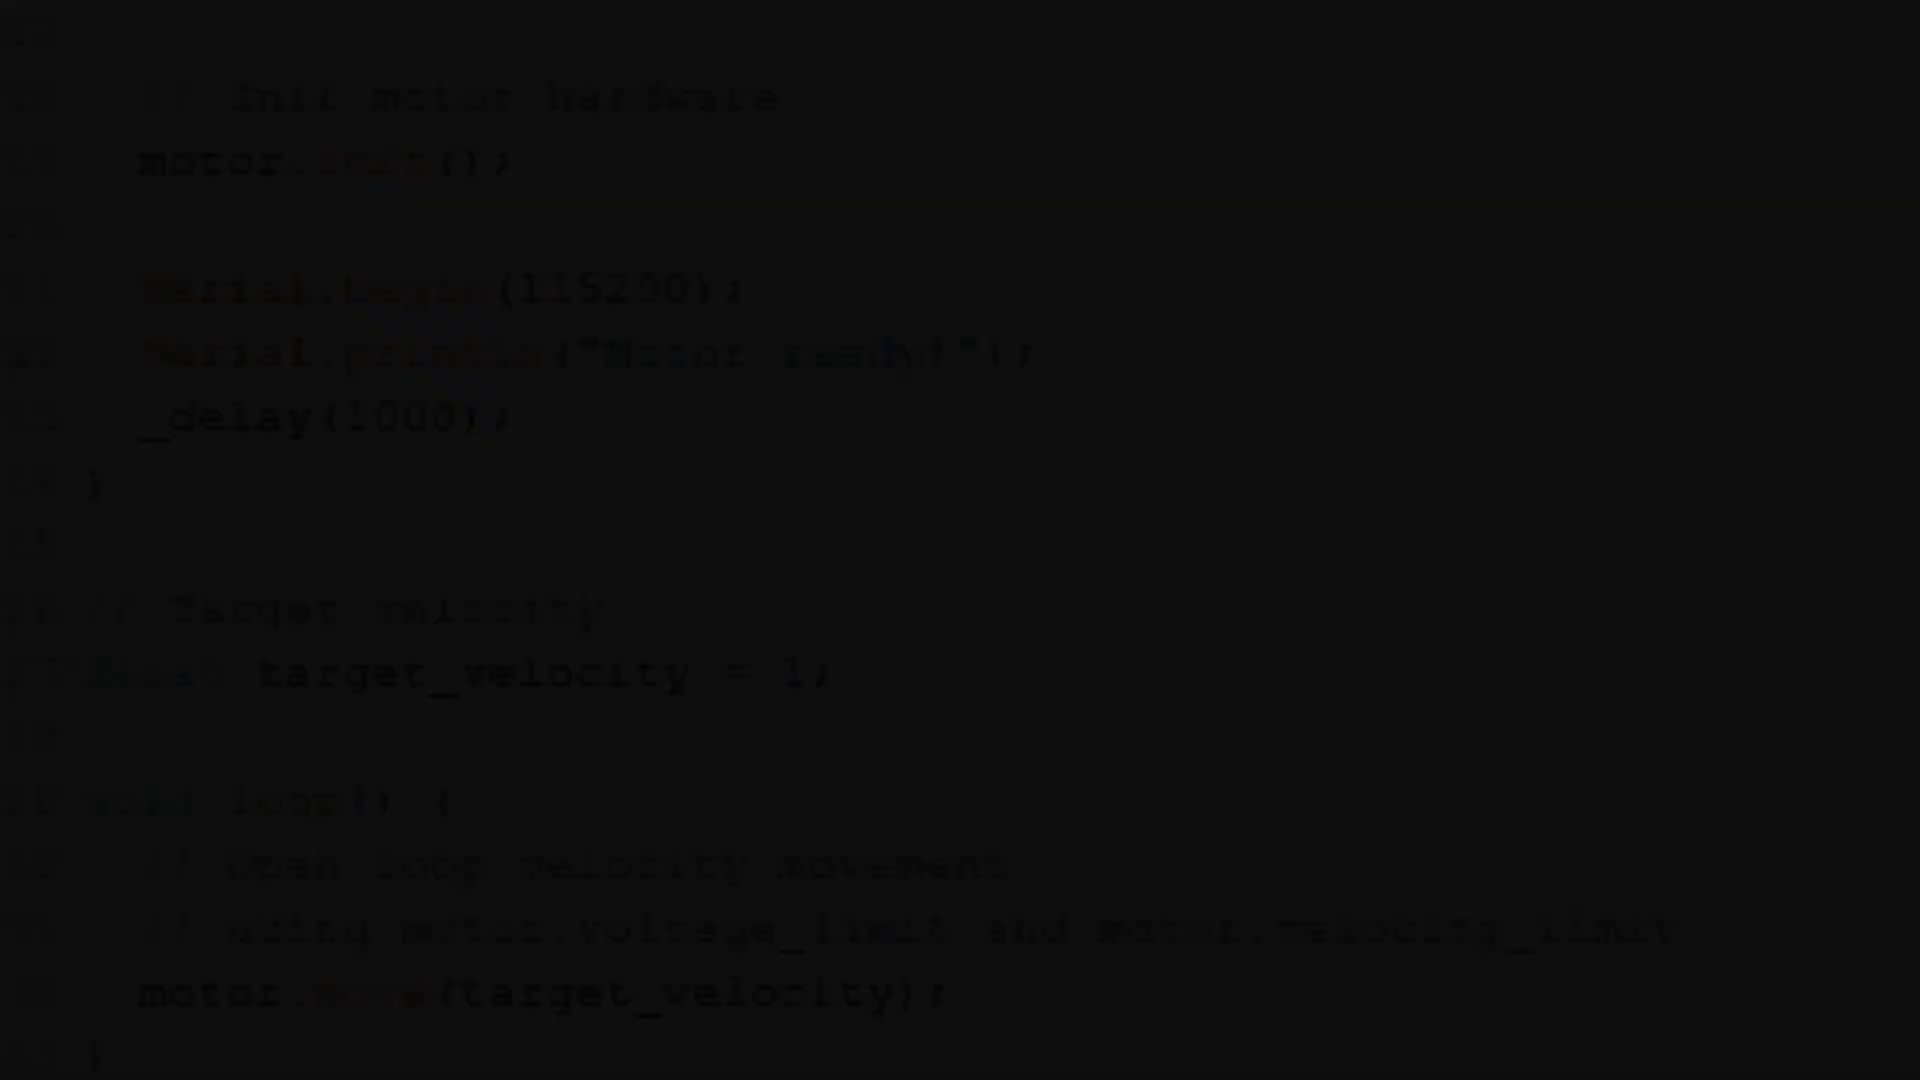 // Init motor hardware
motor.init();
Serial.begin(115200);
Serial.println("Motor ready!");
_delay(1000);
}
// Target velocity
float target_velocity = 1;
void loop() {
// Open loop velocity movement
// using motor.voltage_limit and motor.velocity_limit
motor.move(target_velocity);
}